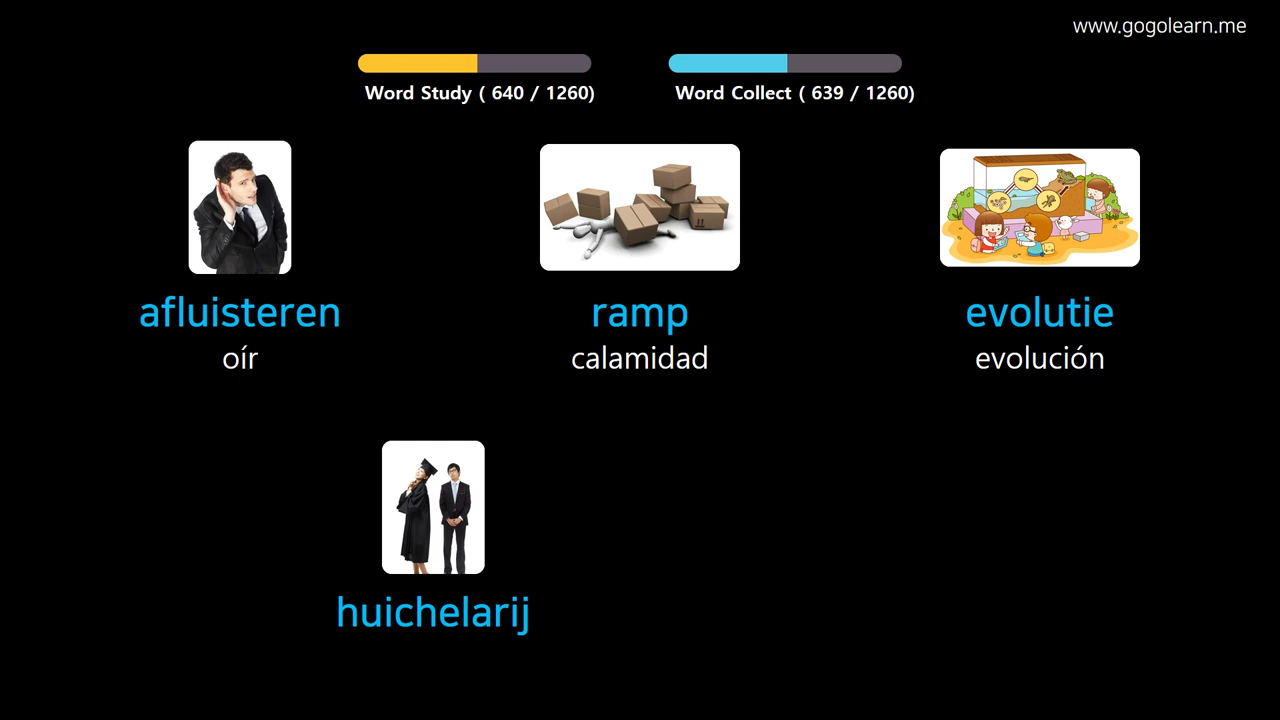 www.gogolearn.me
Word Study ( 640 / 1260)
Word Collect ( 639 / 1260)
afluisteren
oír
ramp
calamidad
evolutie
evolución
huichelarij